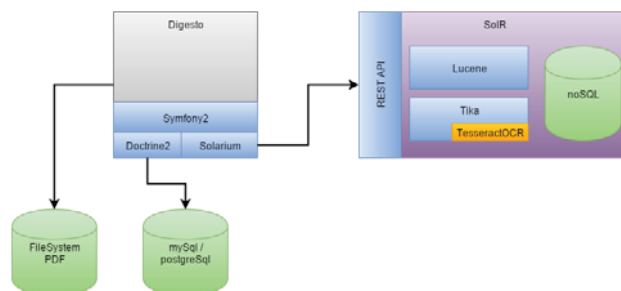 Digesto
Symfony2
Doctrine2
Solarium
FileSystem
PDF
mySql /
postgreSql
SolR
REST API
Lucene
Tika
TesseractOCR
noSQL